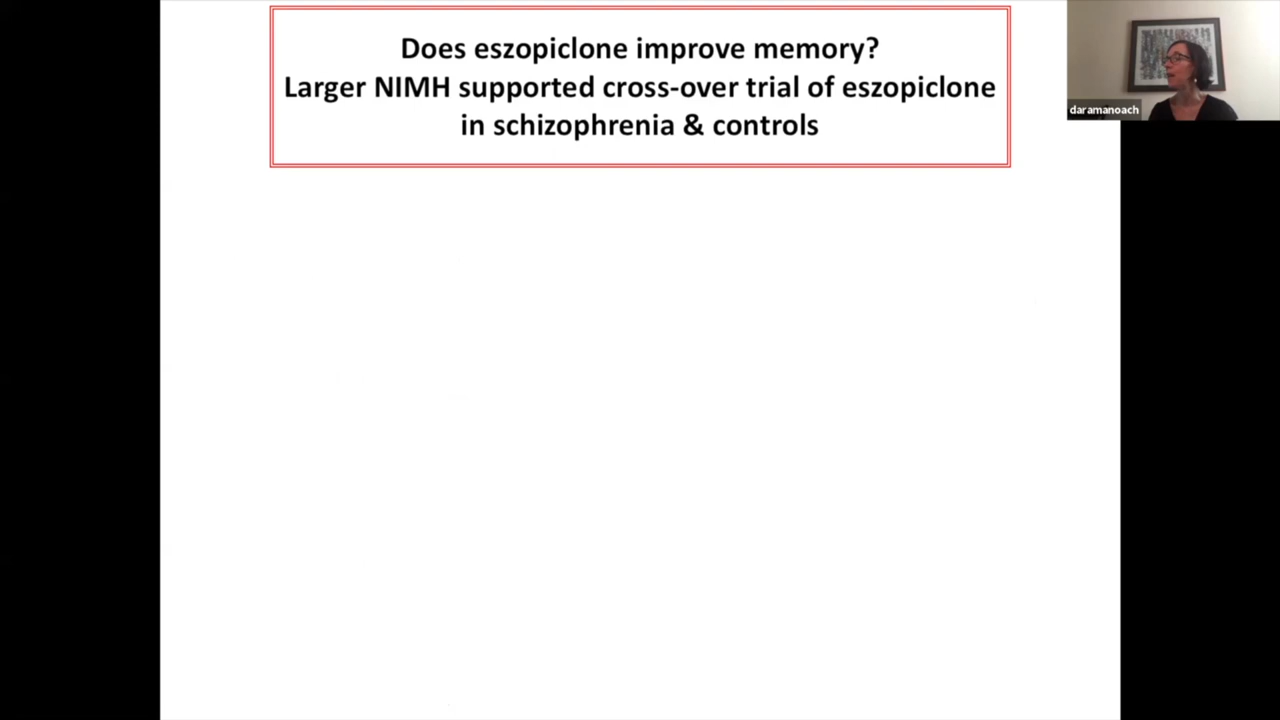 Does eszopiclone improve memory?
Larger NIMH supported cross-over trial of eszopiclone
in schizophrenia & controls
daramanoach